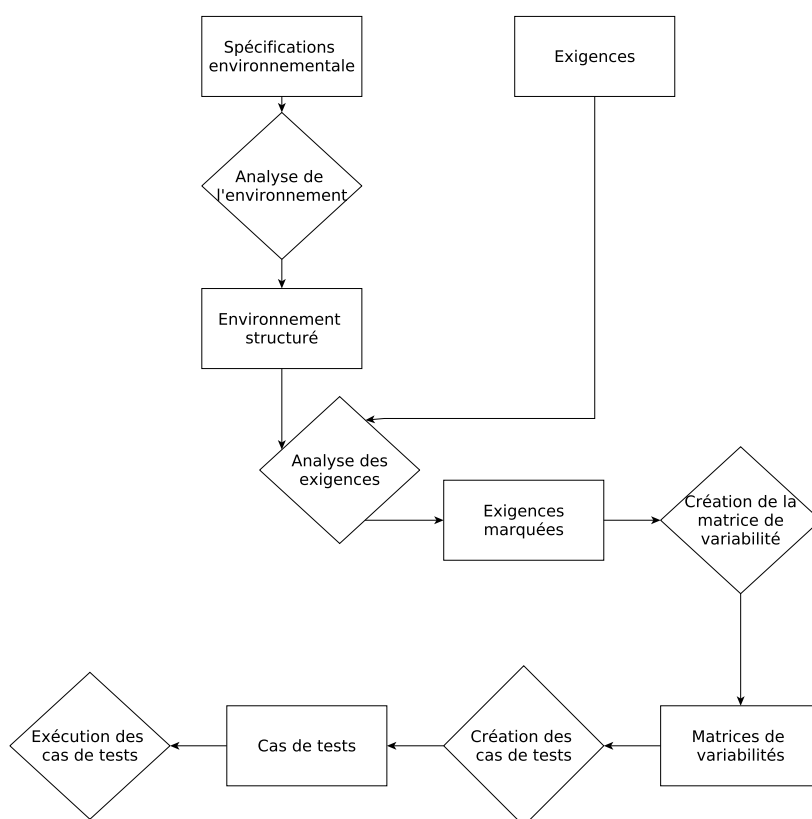 Spécifications
environnementale
Exigences
Analyse de
l'environnement
Environnement
structuré
Analyse des
exigences
Exigences
marquées
Création de la
matrice de
variabilité
Exécution des
cas de tests
Cas de tests
Création des
cas de tests
Matrices de
variabilités